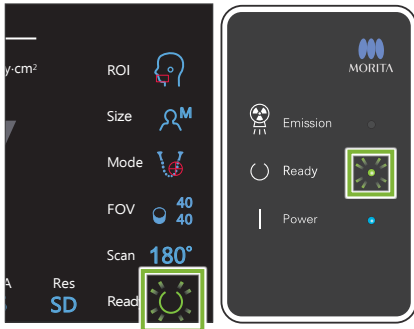 y·cm²
ROI
Size M
Mode
FOV 40
40
Scan 180°
Res
SD
Read
MORITA
Emission
Ready
Power